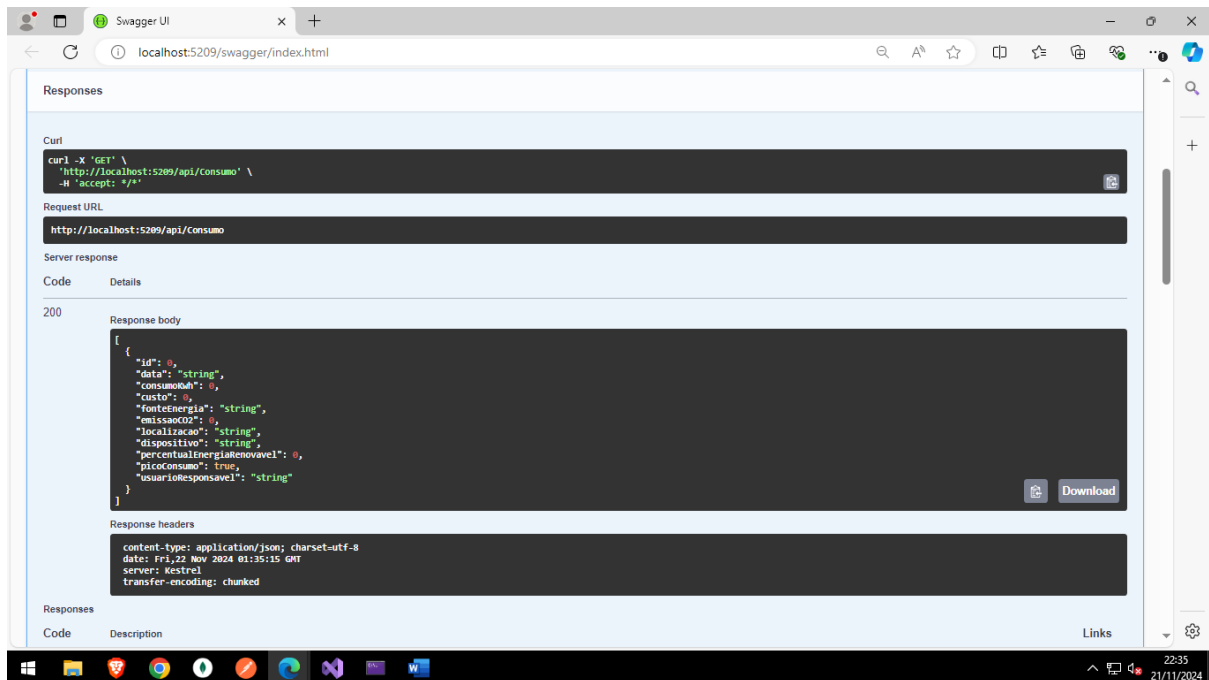 Swagger UI
localhost:5209/swagger/index.html
Responses
Curl
curl -X 'GET' \
'http://localhost:5209/api/Consumo' \
-H 'accept: */*'
Request URL
http://localhost:5209/api/Consumo
Server response
Code Details
200
Response body
[
{
"id": 0,
"data": "string",
"consumoKwh": 0,
"custo": 0,
"fonteEnergia": "string",
"emissaoCO2": 0,
"localizacao": "string",
"dispositivo": "string",
"percentualEnergiaRenovavel": 0,
"picoConsumo": true,
"usuarioResponsavel": "string"
}
]
Download
Response headers
content-type: application/json; charset=utf-8
date: Fri,22 Nov 2024 01:35:15 GMT
server: Kestrel
transfer-encoding: chunked
Responses
Code Description Links
22:35
21/11/2024